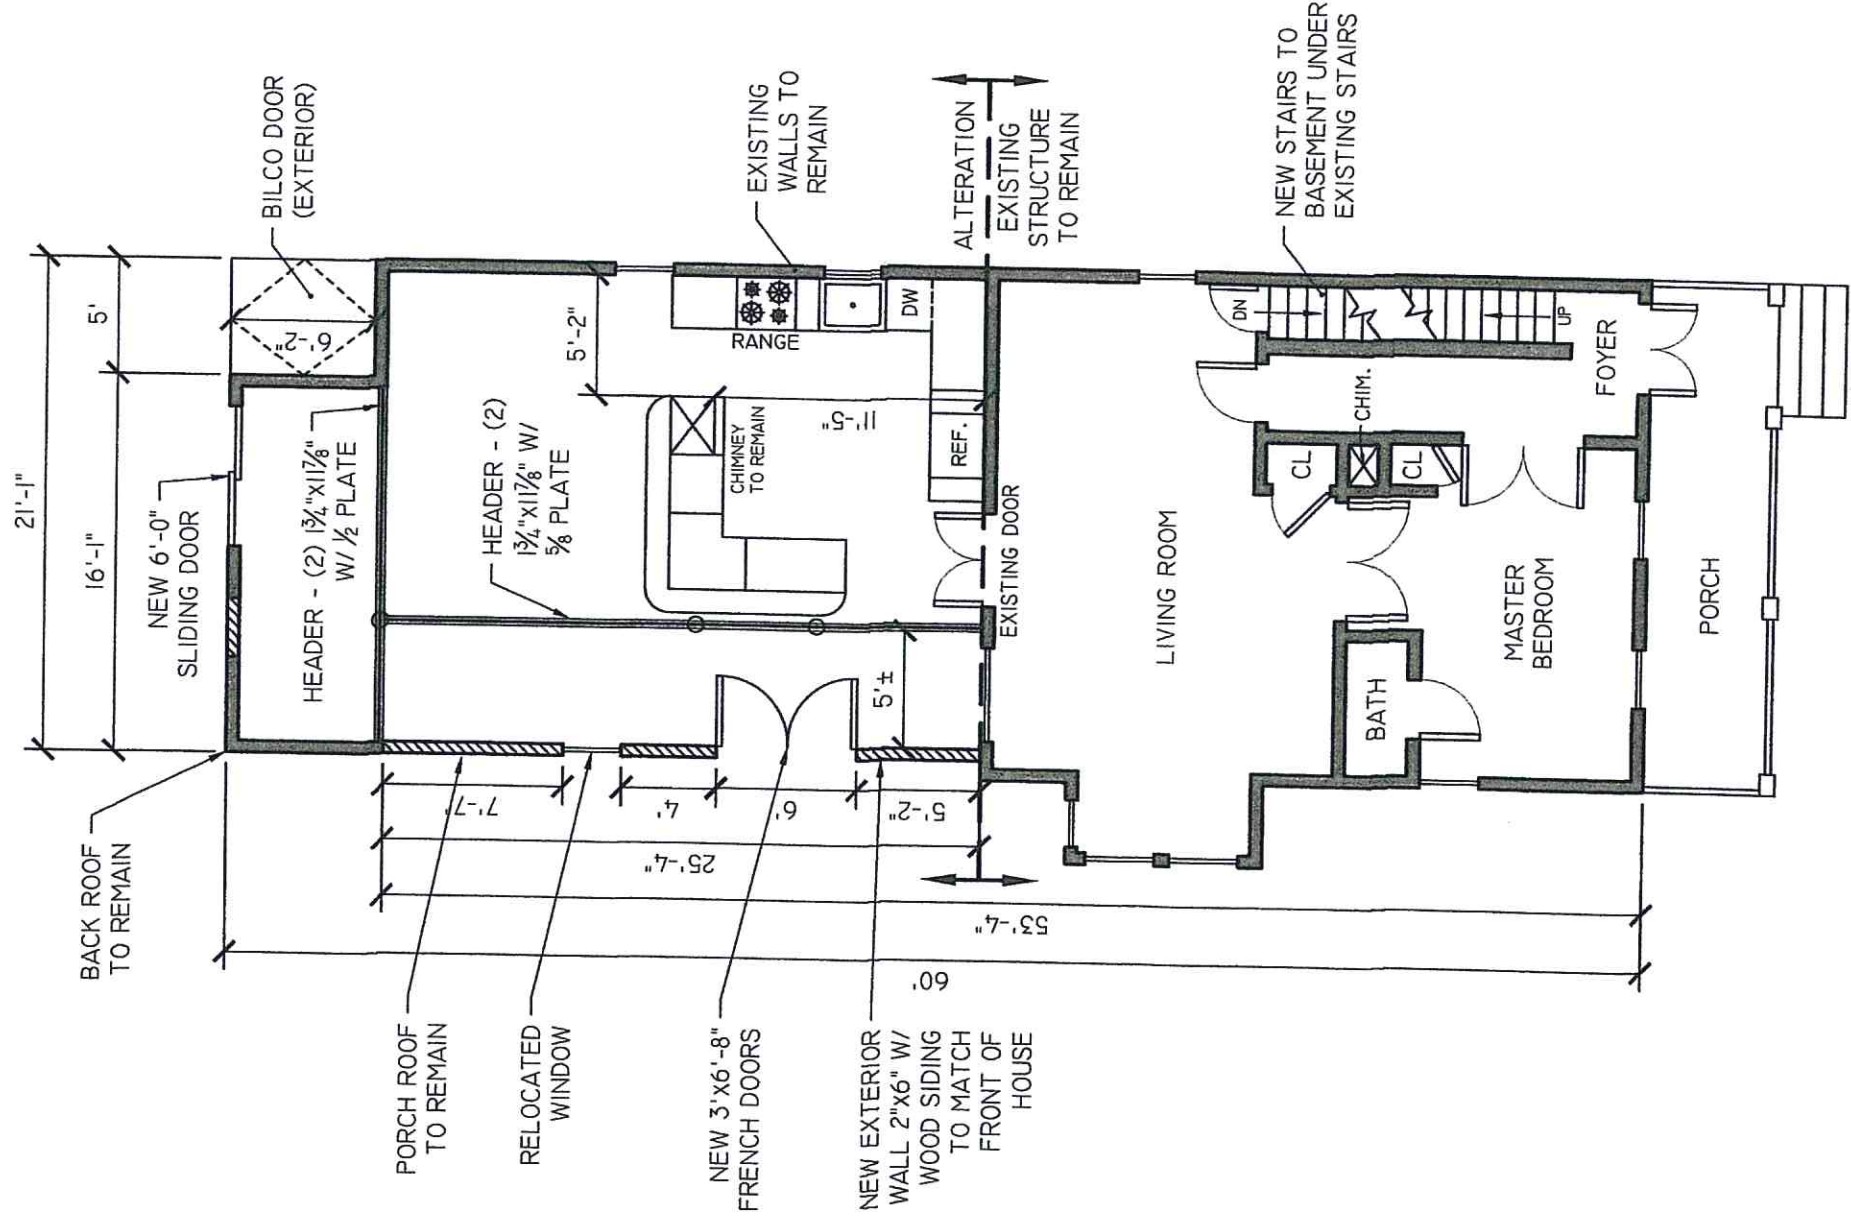 21'-1"
5'
16'-1"
6'-2"
BILCO DOOR
(EXTERIOR)
NEW 6'-0"
SLIDING DOOR
HEADER - (2) 1¾"x11⅞"
W/ ½ PLATE
BACK ROOF
TO REMAIN
EXISTING
WALLS TO
REMAIN
5'-2"
RANGE
DW
HEADER - (2)
1¾"x11⅞" W/
⅝ PLATE
CHIMNEY
TO REMAIN
11'-5"
REF.
5'±
7'-7"
4'
6'
5'-2"
25'-4"
53'-4"
60'
PORCH ROOF
TO REMAIN
RELOCATED
WINDOW
NEW 3'x6'-8"
FRENCH DOORS
NEW EXTERIOR
WALL 2"x6" W/
WOOD SIDING
TO MATCH
FRONT OF
HOUSE
ALTERATION
EXISTING
STRUCTURE
TO REMAIN
EXISTING DOOR
LIVING ROOM
NEW STAIRS TO
BASEMENT UNDER
EXISTING STAIRS
DN
UP
FOYER
CL
CHIM.
CL
BATH
MASTER
BEDROOM
PORCH